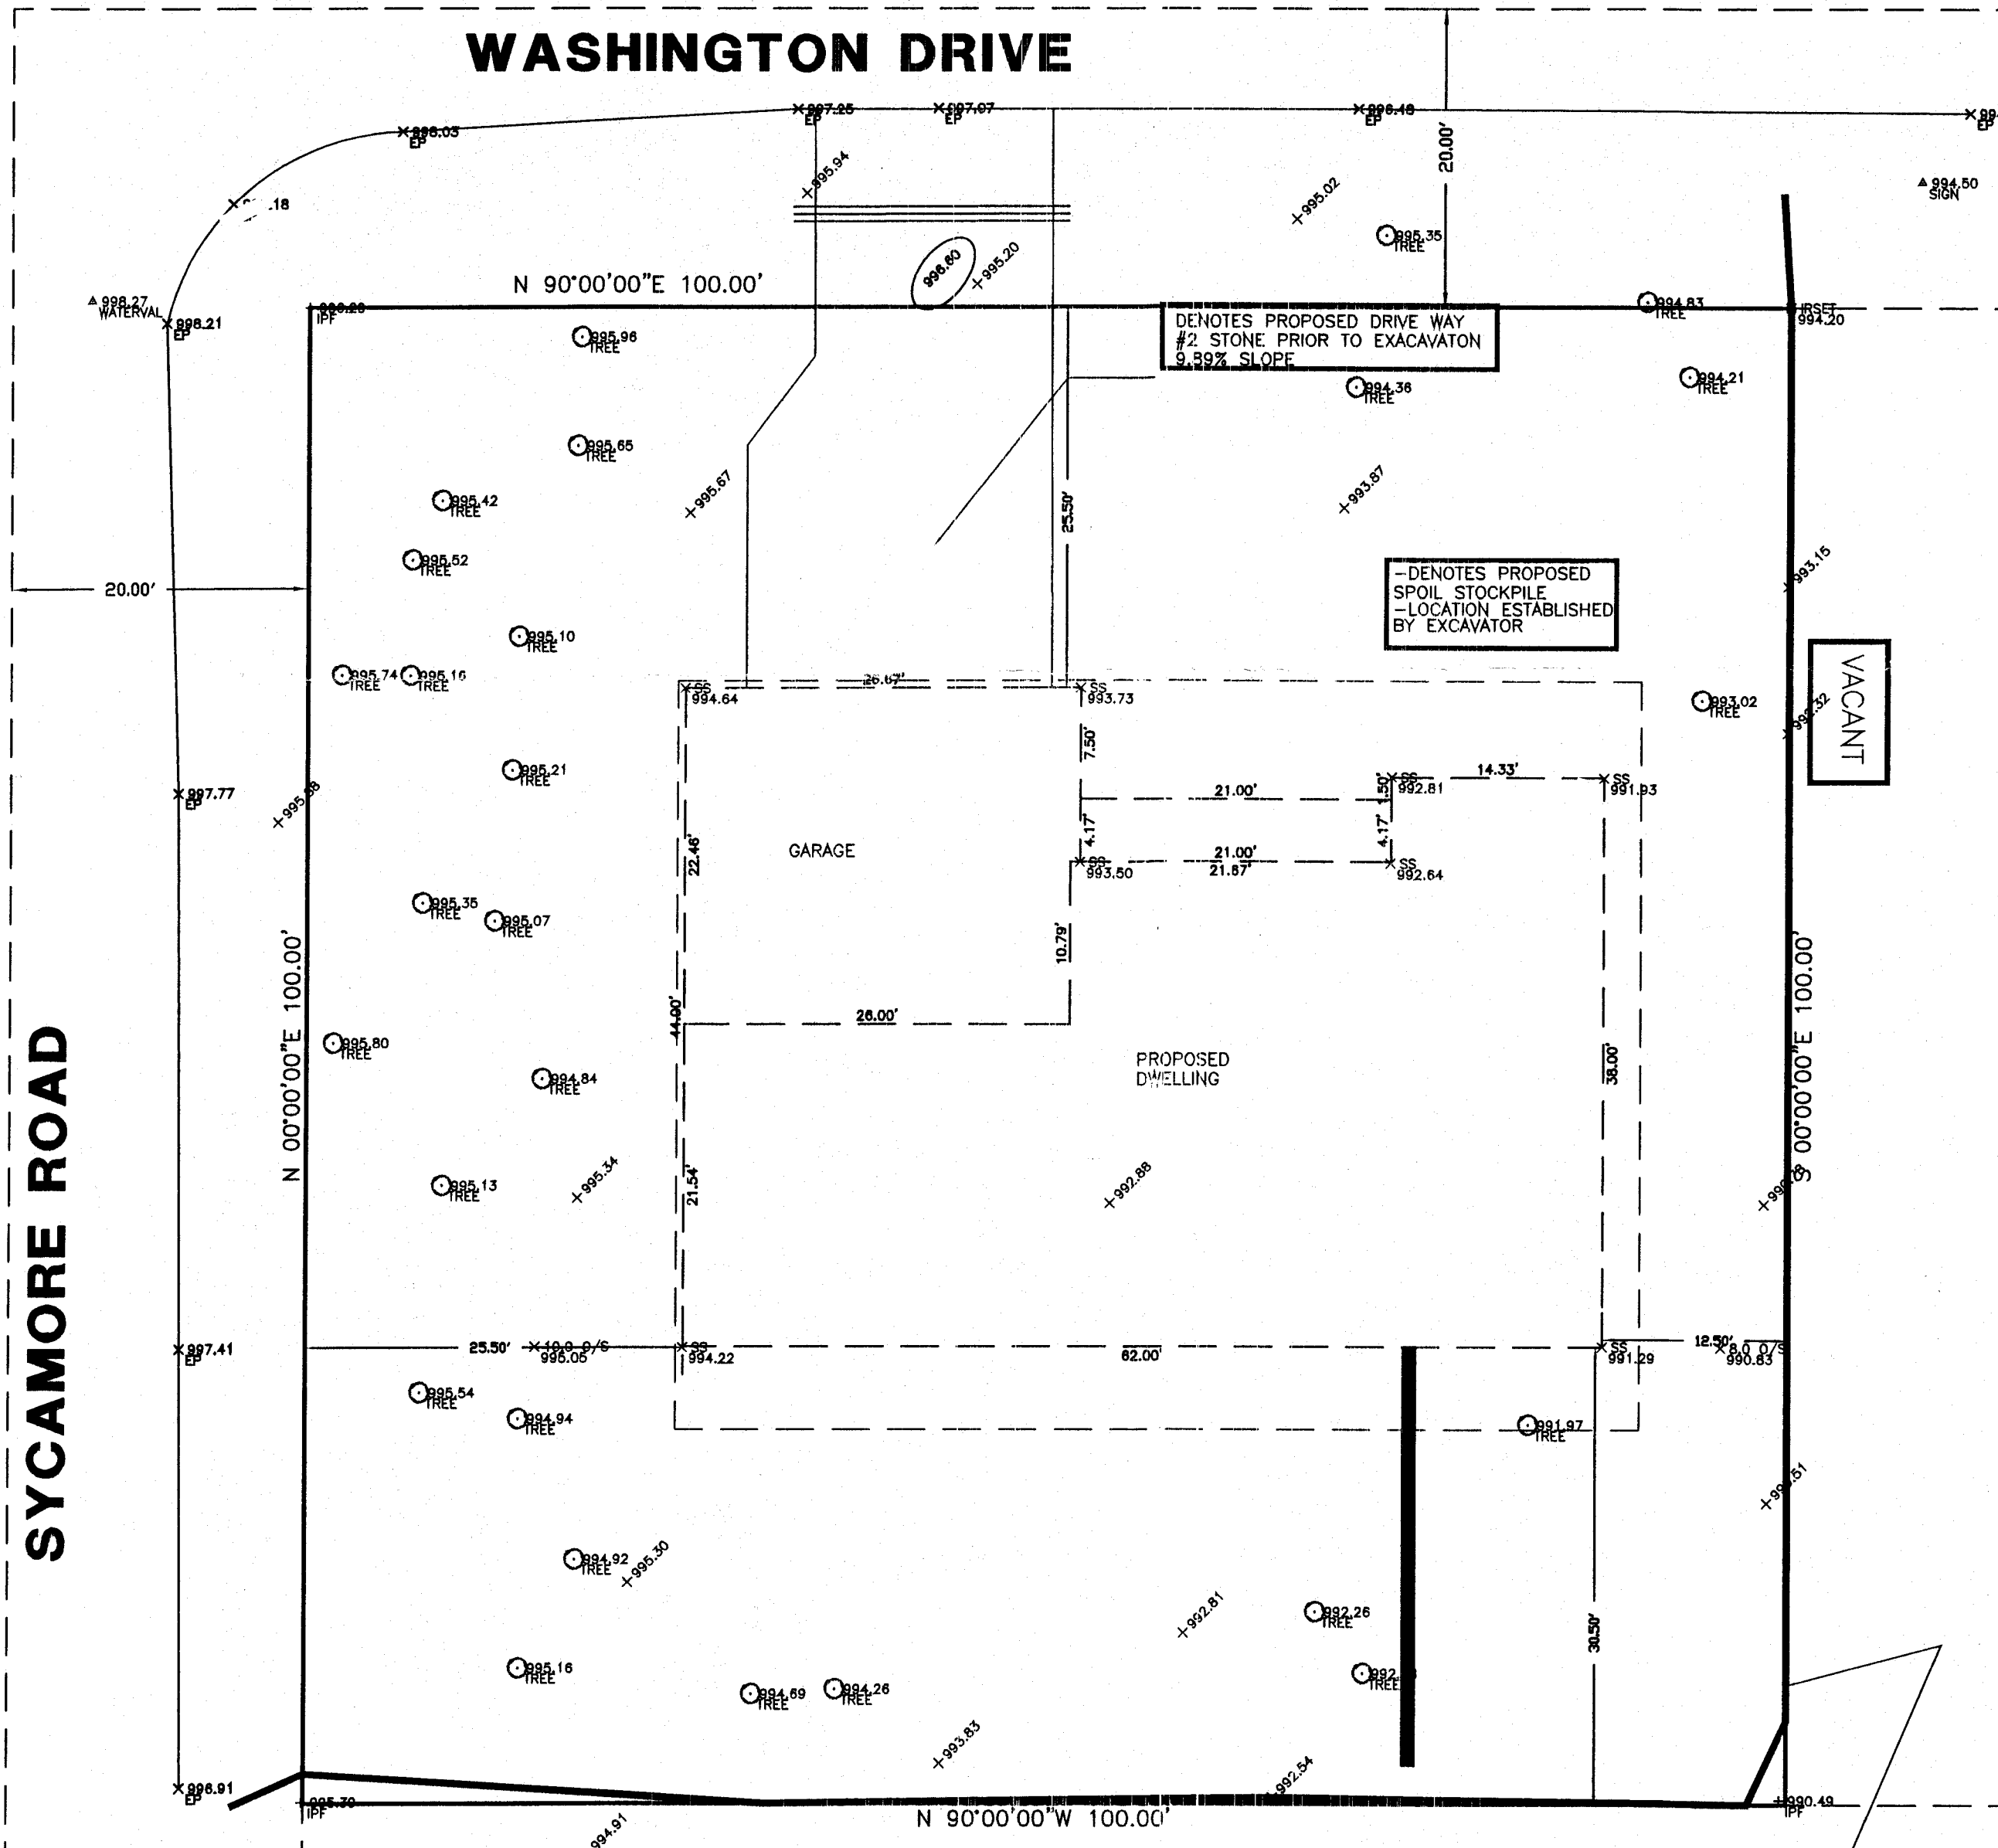 WASHINGTON DRIVE
997.25
EP
997.07
EP
996.48
EP
EP
998.03
EP
995.94
995.02
20.00'
994.50
SIGN
.18
995.35
TREE
996.60
995.20
N 90°00'00"E 100.00'
998.27
WATERVAL
998.21
EP
IPF
994.83
TREE
IRSET
994.20
DENOTES PROPOSED DRIVE WAY
#2 STONE PRIOR TO EXACAVATON
9.89% SLOPE
995.96
TREE
994.36
TREE
994.21
TREE
995.65
TREE
995.67
993.87
995.42
TREE
25.50'
995.52
TREE
993.15
20.00'
-DENOTES PROPOSED
SPOIL STOCKPILE
-LOCATION ESTABLISHED
BY EXCAVATOR
995.10
TREE
995.74
TREE
995.16
TREE
26.67'
SS
994.64
SS
993.73
993.02
TREE
VACANT
7.50'
995.21
TREE
14.33'
997.77
EP
21.00'
1.50'
SS
992.81
SS
991.93
GARAGE
22.46'
4.17'
4.17'
21.00'
21.67'
SS
993.50
SS
992.64
995.35
TREE
995.07
TREE
10.79'
N 00°00'00"E 100.00'
S 00°00'00"E 100.00'
44.00'
26.00'
995.80
TREE
994.84
TREE
PROPOSED
DWELLING
38.00'
SYCAMORE ROAD
995.13
TREE
995.34
21.54'
992.88
997.41
EP
25.50'
10.0 O/S
995.05
SS
994.22
62.00'
SS
991.29
12.50'
8.0 O/S
990.83
995.54
TREE
994.94
TREE
991.97
TREE
994.92
TREE
995.30
992.81
992.26
TREE
30.50'
995.16
TREE
994.69
TREE
994.26
TREE
TREE
993.83
992.54
996.91
EP
995.39
IPF
N 90°00'00"W 100.00'
990.49
IPF
994.91